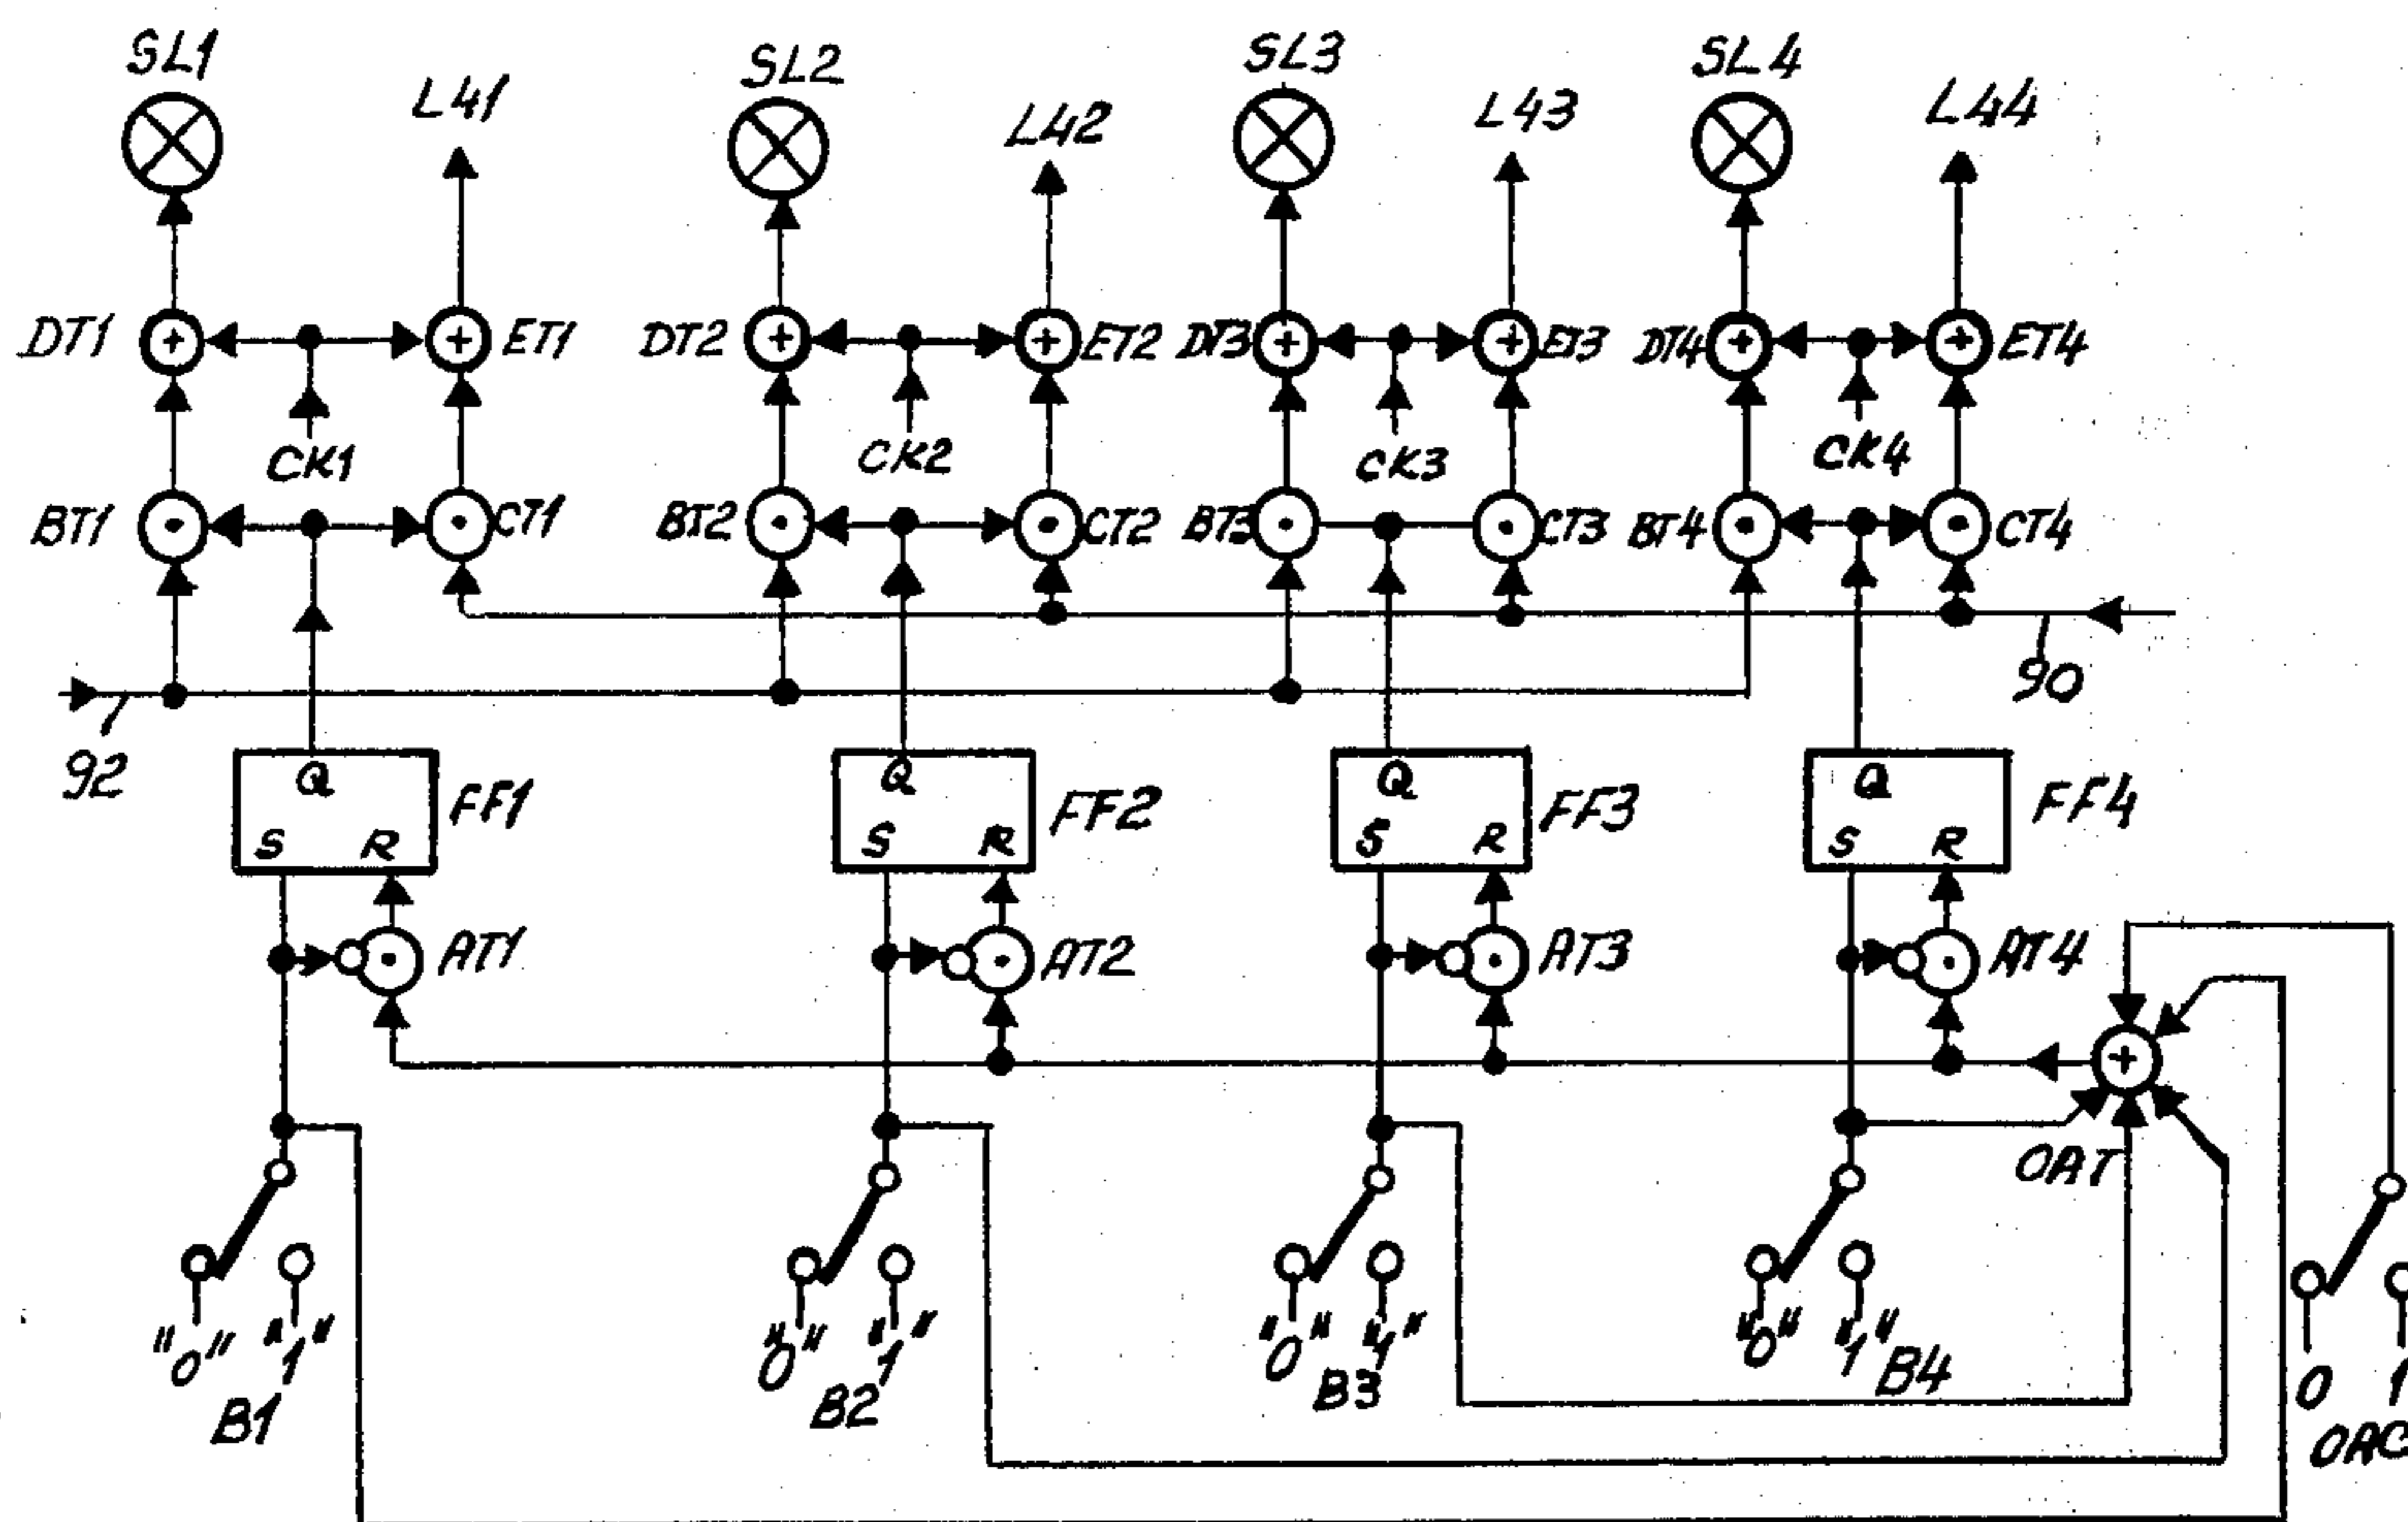 SL1 SL2 SL3 SL4
L41 L42 L43 L44
DT1 ET1 DT2 ET2 DT3 ET3 DT4 ET4
CK1 CK2 CK3 CK4
BT1 CT1 BT2 CT2 BT3 CT3 BT4 CT4
90
92
Q Q Q Q
FF1 FF2 FF3 FF4
S R S R S R S R
AT1 AT2 AT3 AT4
OAT
"0" "1" "0" "1" "0" "1" "0" "1" 0 1
B1 B2 B3 B4
OAC